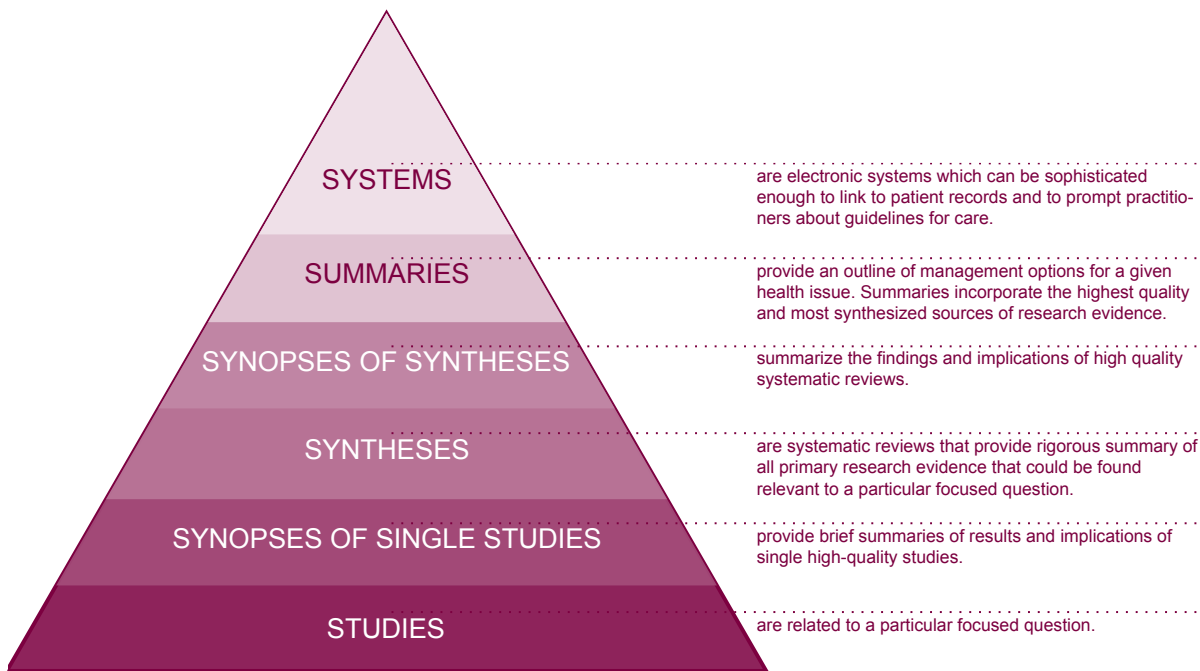 SYSTEMS
are electronic systems which can be sophisticated
enough to link to patient records and to prompt practitio-
ners about guidelines for care.
SUMMARIES
provide an outline of management options for a given
health issue. Summaries incorporate the highest quality
and most synthesized sources of research evidence.
SYNOPSES OF SYNTHESES
summarize the findings and implications of high quality
systematic reviews.
SYNTHESES
are systematic reviews that provide rigorous summary of
all primary research evidence that could be found
relevant to a particular focused question.
SYNOPSES OF SINGLE STUDIES
provide brief summaries of results and implications of
single high-quality studies.
STUDIES
are related to a particular focused question.